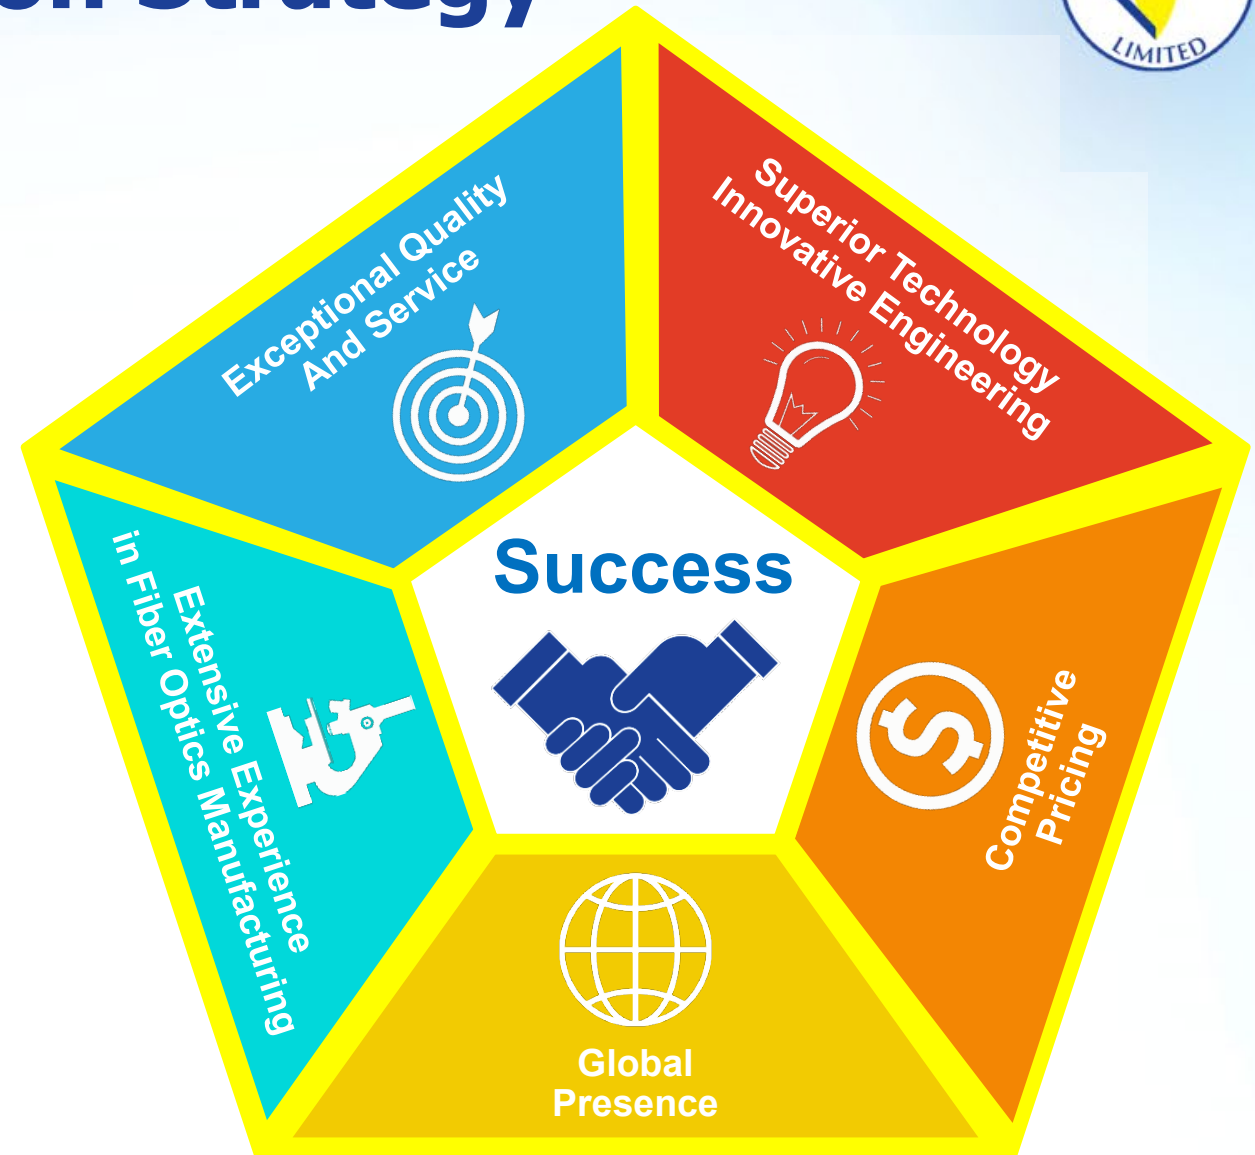 Strategy
LIMITED
Exceptional Quality
And Service
Superior Technology
Innovative Engineering
Success
Extensive Experience
in Fiber Optics Manufacturing
Competitive
Pricing
Global
Presence